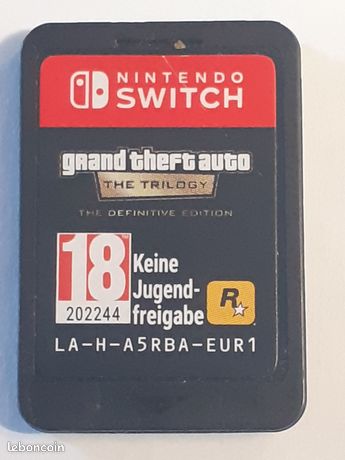 NINTENDO
SWITCH
grand theft auto
THE TRILOGY
THE DEFINITIVE EDITION
18
202244
Keine
Jugend-
freigabe
R
LA-H-A5RBA-EUR1
leboncoin